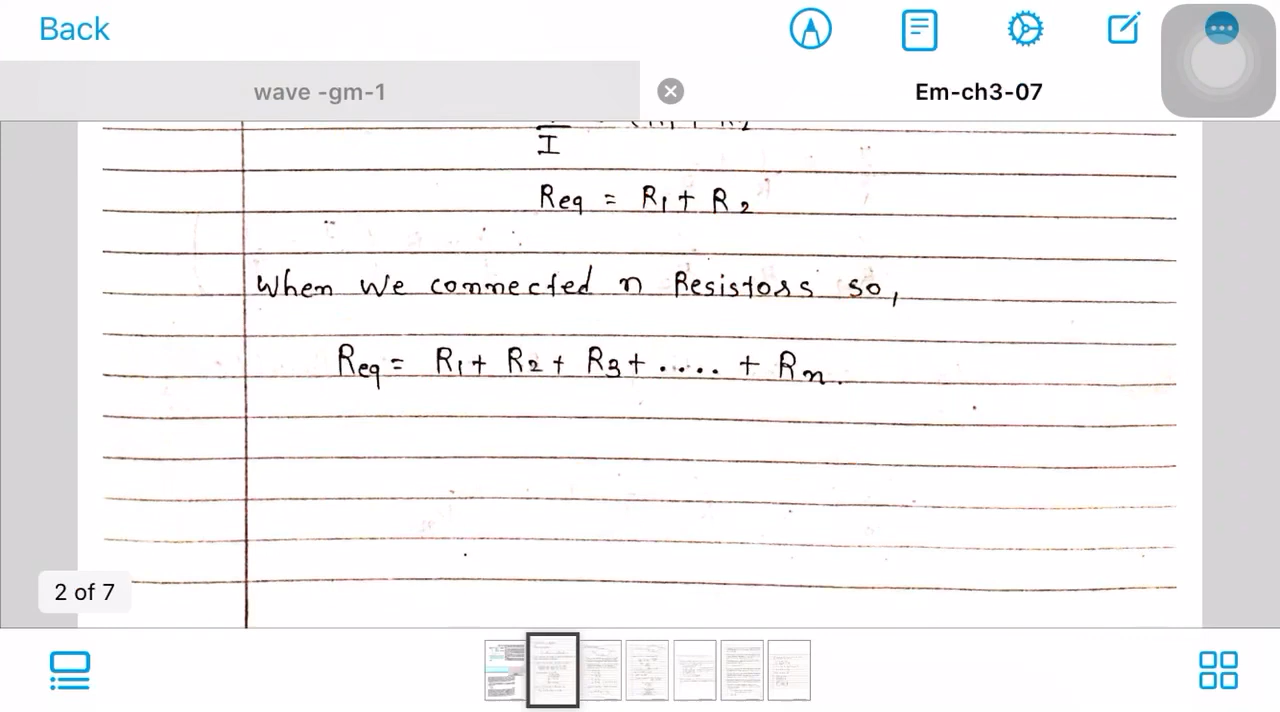 Back
wave -gm-1
Em-ch3-07
I
Req = R1 + R2
When we connected n Resistors so,
Req = R1 + R2 + R3 + ..... + Rn.
2 of 7